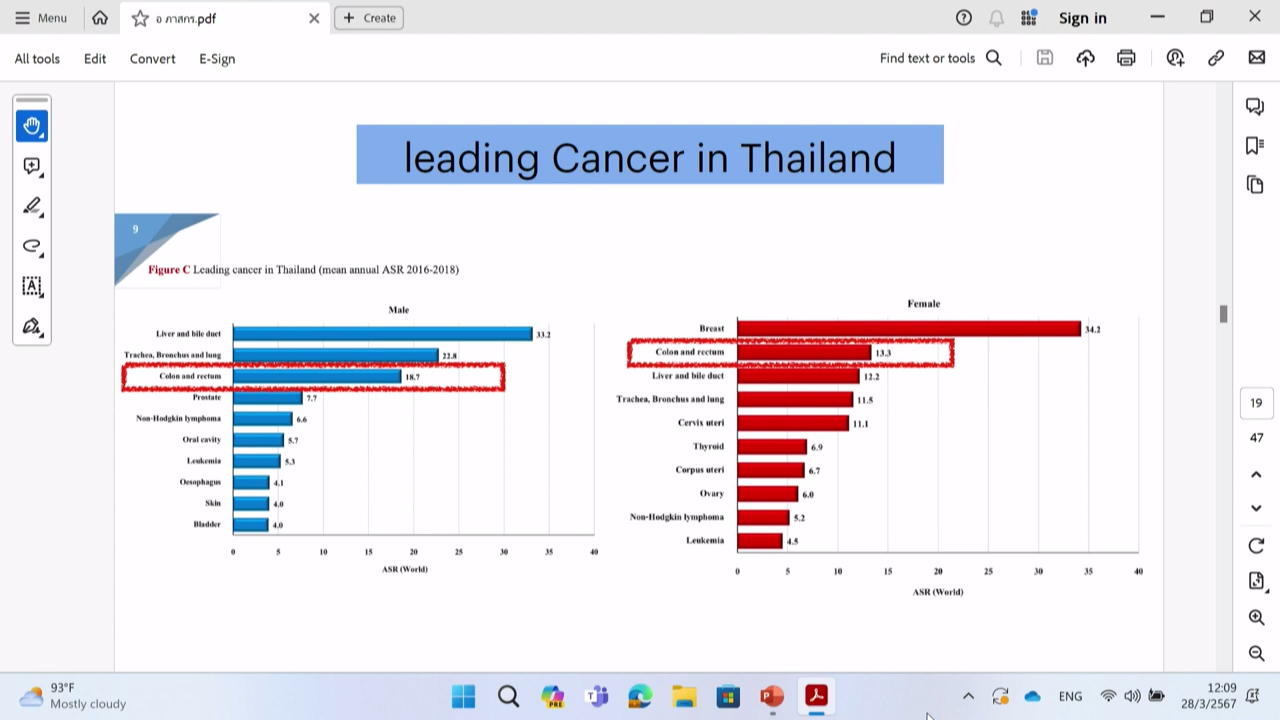 Menu
อ ภาสกร.pdf
Create
Sign in
All tools
Edit
Convert
E-Sign
Find text or tools
leading Cancer in Thailand
9
Figure C Leading cancer in Thailand (mean annual ASR 2016-2018)
Male
Liver and bile duct 33.2
Trachea, Bronchus and lung 22.8
Colon and rectum 18.7
Prostate 7.7
Non-Hodgkin lymphoma 6.6
Oral cavity 5.7
Leukemia 5.3
Oesophagus 4.1
Skin 4.0
Bladder 4.0
0 5 10 15 20 25 30 35 40
ASR (World)
Female
Breast 34.2
Colon and rectum 13.3
Liver and bile duct 12.2
Trachea, Bronchus and lung 11.5
Cervix uteri 11.1
Thyroid 6.9
Corpus uteri 6.7
Ovary 6.0
Non-Hodgkin lymphoma 5.2
Leukemia 4.5
0 5 10 15 20 25 30 35 40
ASR (World)
19
47
93°F
Mostly cloudy
ENG
12:09
28/3/2567